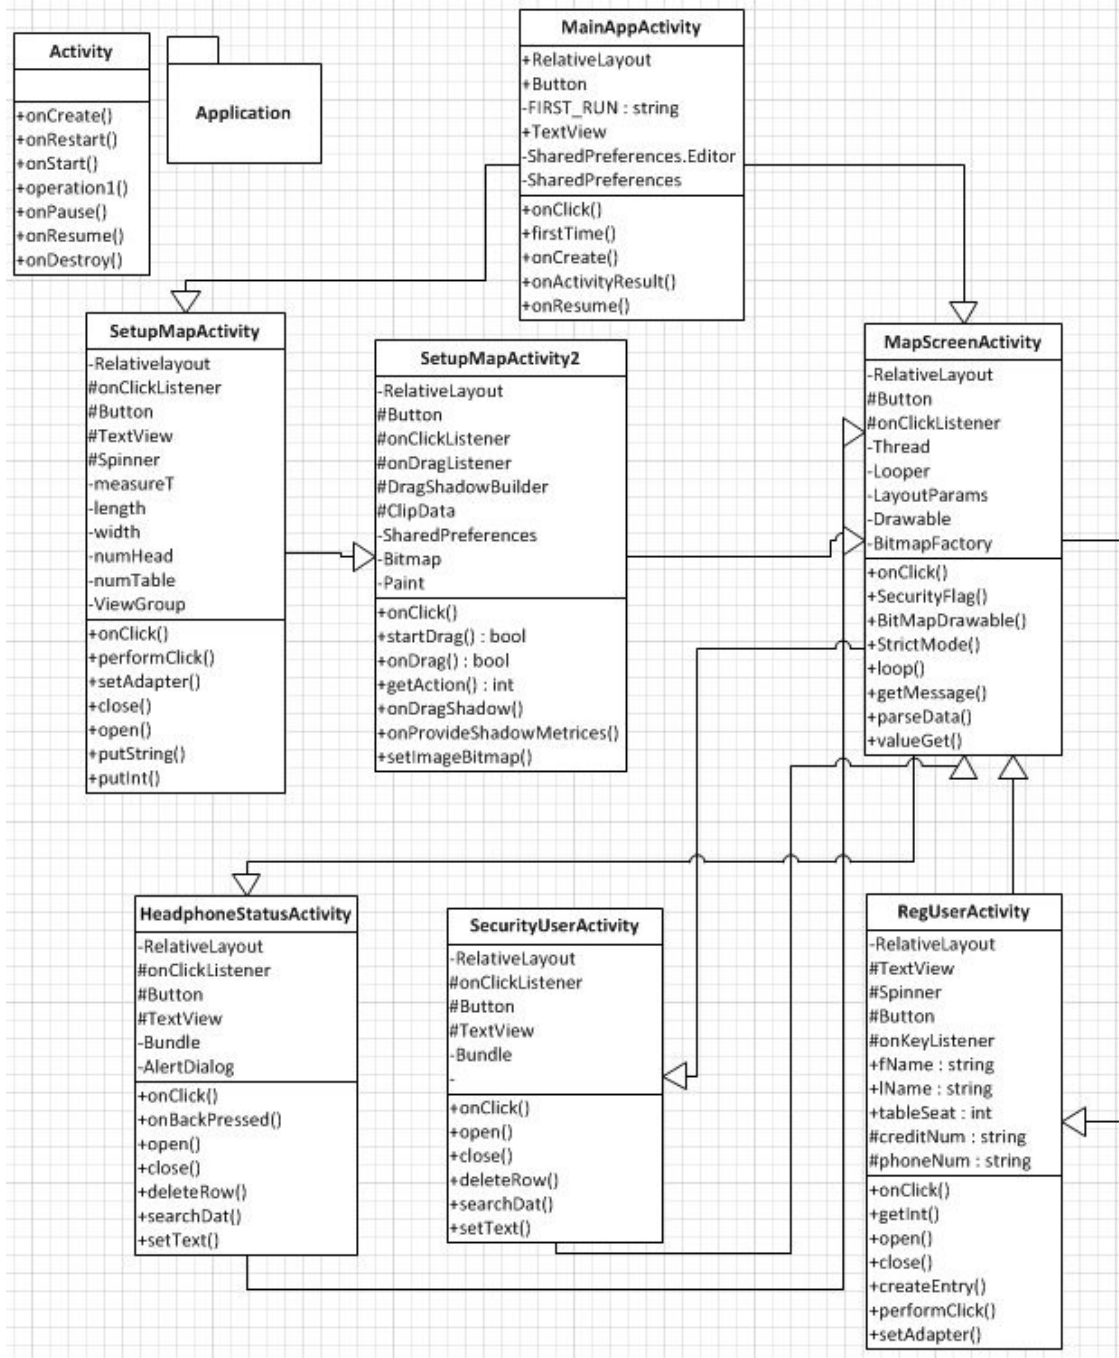 Activity
+onCreate()
+onRestart()
+onStart()
+operation1()
+onPause()
+onResume()
+onDestroy()
Application
MainAppActivity
+RelativeLayout
+Button
-FIRST_RUN : string
+TextView
-SharedPreferences.Editor
-SharedPreferences
+onClick()
+firstTime()
+onCreate()
+onActivityResult()
+onResume()
SetupMapActivity
-Relativelayout
#onClickListener
#Button
#TextView
#Spinner
-measureT
-length
-width
-numHead
-numTable
-ViewGroup
+onClick()
+performClick()
+setAdapter()
+close()
+open()
+putString()
+putInt()
SetupMapActivity2
-RelativeLayout
#Button
#onClickListener
#onDragListener
#DragShadowBuilder
#ClipData
-SharedPreferences
-Bitmap
-Paint
+onClick()
+startDrag() : bool
+onDrag() : bool
+getAction() : int
+onDragShadow()
+onProvideShadowMetrices()
+setImageBitmap()
MapScreenActivity
-RelativeLayout
#Button
#onClickListener
-Thread
-Looper
-LayoutParams
-Drawable
-BitmapFactory
+onClick()
+SecurityFlag()
+BitMapDrawable()
+StrictMode()
+loop()
+getMessage()
+parseData()
+valueGet()
HeadphoneStatusActivity
-RelativeLayout
#onClickListener
#Button
#TextView
-Bundle
-AlertDialog
+onClick()
+onBackPressed()
+open()
+close()
+deleteRow()
+searchDat()
+setText()
SecurityUserActivity
-RelativeLayout
#onClickListener
#Button
#TextView
-Bundle
-
+onClick()
+open()
+close()
+deleteRow()
+searchDat()
+setText()
RegUserActivity
-RelativeLayout
#TextView
#Spinner
#Button
#onKeyListener
+fName : string
+lName : string
+tableSeat : int
#creditNum : string
#phoneNum : string
+onClick()
+getInt()
+open()
+close()
+createEntry()
+performClick()
+setAdapter()